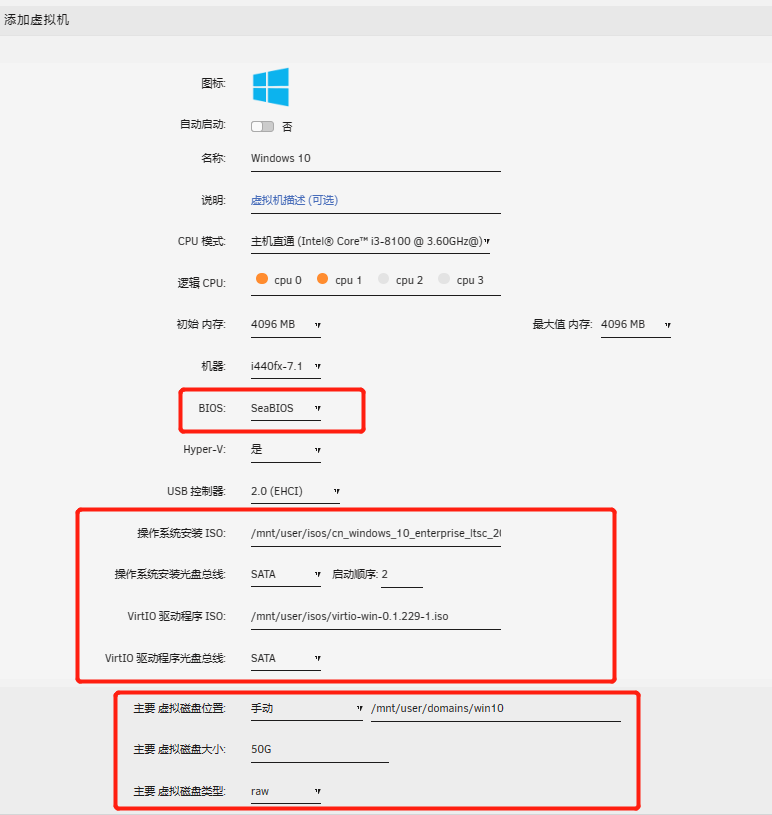 添加虚拟机
图标:
自动启动: 否
名称: Windows 10
说明: 虚拟机描述 (可选)
CPU 模式: 主机直通 (Intel® Core™ i3-8100 @ 3.60GHz@)
逻辑 CPU: cpu 0 cpu 1 cpu 2 cpu 3
初始 内存: 4096 MB 最大值 内存: 4096 MB
机器: i440fx-7.1
BIOS: SeaBIOS
Hyper-V: 是
USB 控制器: 2.0 (EHCI)
操作系统安装 ISO: /mnt/user/isos/cn_windows_10_enterprise_ltsc_20
操作系统安装光盘总线: SATA 启动顺序: 2
VirtIO 驱动程序 ISO: /mnt/user/isos/virtio-win-0.1.229-1.iso
VirtIO 驱动程序光盘总线: SATA
主要 虚拟磁盘位置: 手动 /mnt/user/domains/win10
主要 虚拟磁盘大小: 50G
主要 虚拟磁盘类型: raw